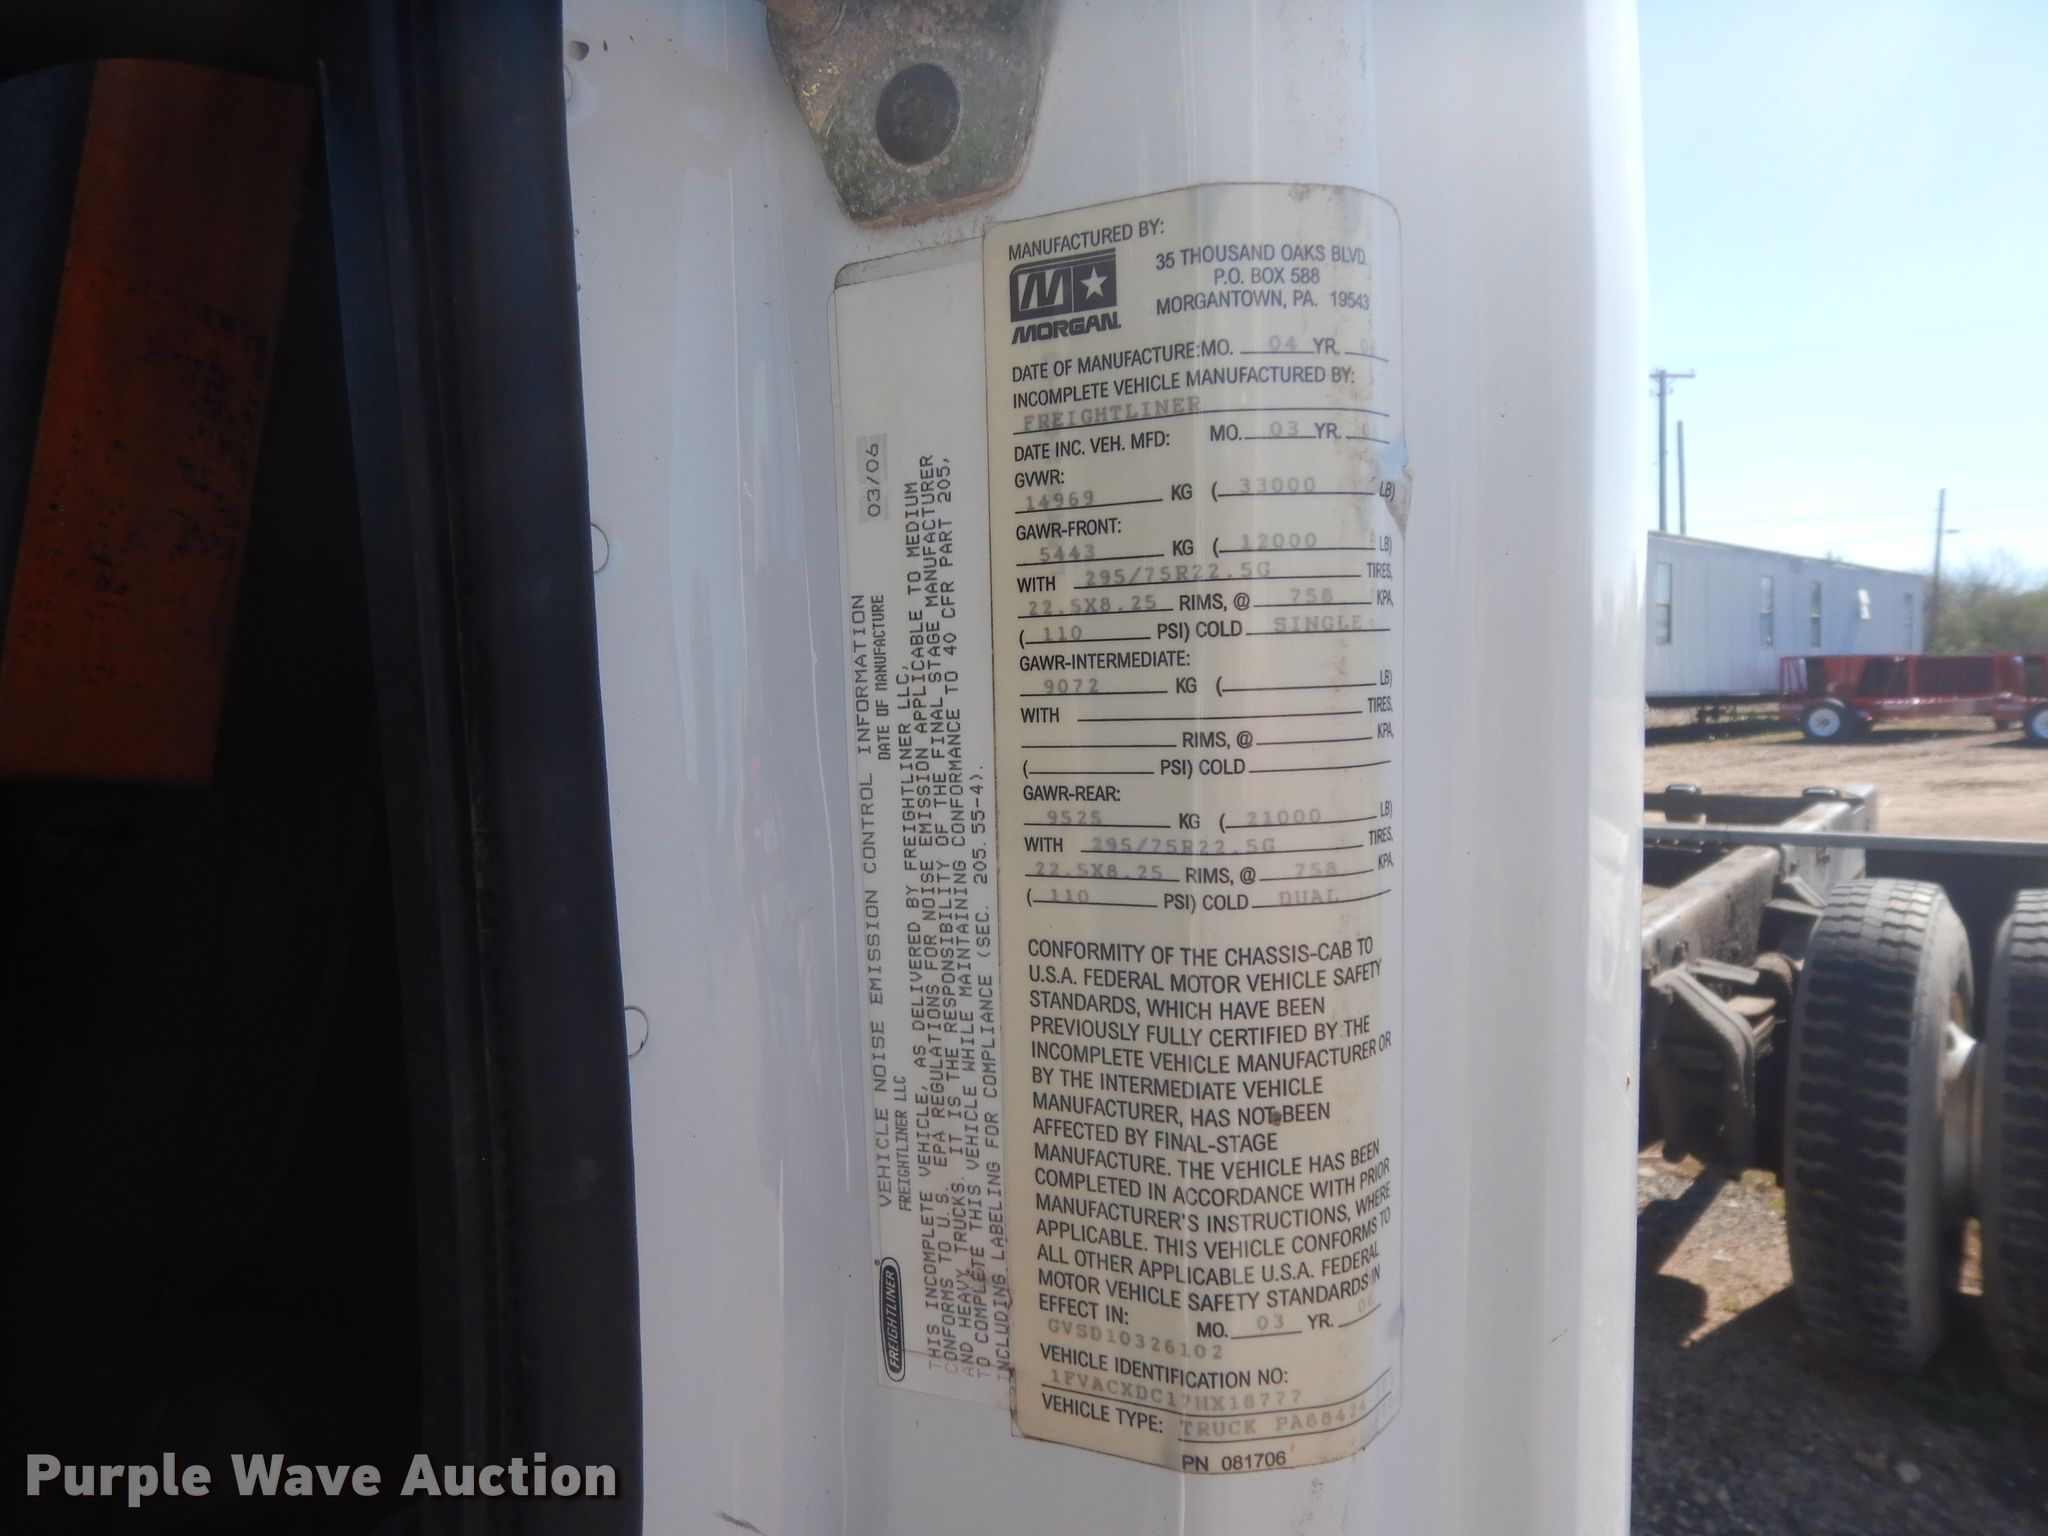 MANUFACTURED BY:
MORGAN
35 THOUSAND OAKS BLVD.
P.O. BOX 588
MORGANTOWN, PA. 19543
DATE OF MANUFACTURE: MO. 04 YR. 06
INCOMPLETE VEHICLE MANUFACTURED BY:
FREIGHTLINER
DATE INC. VEH. MFD: MO. 03 YR. 06
GVWR:
14969 KG ( 33000 LB)
GAWR-FRONT:
5443 KG ( 12000 LB)
WITH 295/75R22.5G TIRES,
22.5X8.25 RIMS, @ 758 KPA,
( 110 PSI) COLD SINGLE
GAWR-INTERMEDIATE:
9072 KG ( LB)
WITH TIRES,
RIMS, @ KPA,
( PSI) COLD
GAWR-REAR:
9525 KG ( 21000 LB)
WITH 295/75R22.5G TIRES,
22.5X8.25 RIMS, @ 758 KPA,
( 110 PSI) COLD DUAL
CONFORMITY OF THE CHASSIS-CAB TO
U.S.A. FEDERAL MOTOR VEHICLE SAFETY
STANDARDS, WHICH HAVE BEEN
PREVIOUSLY FULLY CERTIFIED BY THE
INCOMPLETE VEHICLE MANUFACTURER OR
BY THE INTERMEDIATE VEHICLE
MANUFACTURER, HAS NOT BEEN
AFFECTED BY FINAL-STAGE
MANUFACTURE. THE VEHICLE HAS BEEN
COMPLETED IN ACCORDANCE WITH PRIOR
MANUFACTURER'S INSTRUCTIONS, WHERE
APPLICABLE. THIS VEHICLE CONFORMS TO
ALL OTHER APPLICABLE U.S.A. FEDERAL
MOTOR VEHICLE SAFETY STANDARDS IN
EFFECT IN: MO. 03 YR. 06
GVSD10326102
VEHICLE IDENTIFICATION NO:
1FVACXDC17HX18777
VEHICLE TYPE: TRUCK PA88424
PN 081706
FREIGHTLINER
VEHICLE NOISE EMISSION CONTROL INFORMATION
FREIGHTLINER LLC DATE OF MANUFACTURE 03/06
THIS INCOMPLETE VEHICLE, AS DELIVERED BY FREIGHTLINER LLC,
CONFORMS TO U.S. EPA REGULATIONS FOR NOISE EMISSION APPLICABLE TO MEDIUM
AND HEAVY TRUCKS. IT IS THE RESPONSIBILITY OF THE FINAL STAGE MANUFACTURER
TO COMPLETE THIS VEHICLE WHILE MAINTAINING CONFORMANCE TO 40 CFR PART 205,
INCLUDING LABELING FOR COMPLIANCE (SEC. 205.55-4).
Purple Wave Auction